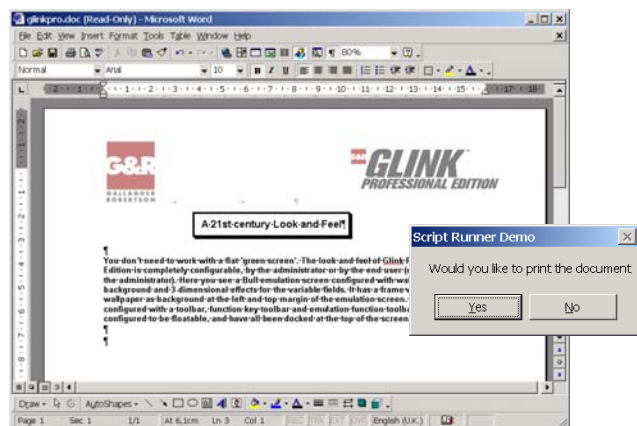 glinkpro.doc (Read-Only) - Microsoft Word
File Edit View Insert Format Tools Table Window Help
80%
Normal Arial 10 B I U
G&R
GALLAGHER
ROBERTSON
G&R GLINK
PROFESSIONAL EDITION
A·21st-century·Look·and·Feel¶
¶
You·don't·need·to·work·with·a·flat·'green·screen'.·The·look·and·feel·of·Glink·
Edition·is·completely·configurable,·by·the·administrator·or·by·the·end·user·
the·administrator).·Here·you·see·a·Bull·emulation·screen·configured·with·
background·and·3·dimensional·effects·for·the·variable·fields.·It·has·a·frame·
wallpaper·as·background·at·the·left·and·top·margin·of·the·emulation·screen.
configured·with·a·toolbar,·function·key·toolbar·and·emulation·function·
configured·to·be·floatable,·and·have·all·been·docked·at·the·top·of·the·screen.
¶
¶
Script Runner Demo
Would you like to print the document
Yes No
Draw AutoShapes
Page 1 Sec 1 1/1 At 6,1cm Ln 3 Col 1 REC TRK EXT OVR English (U.K.)